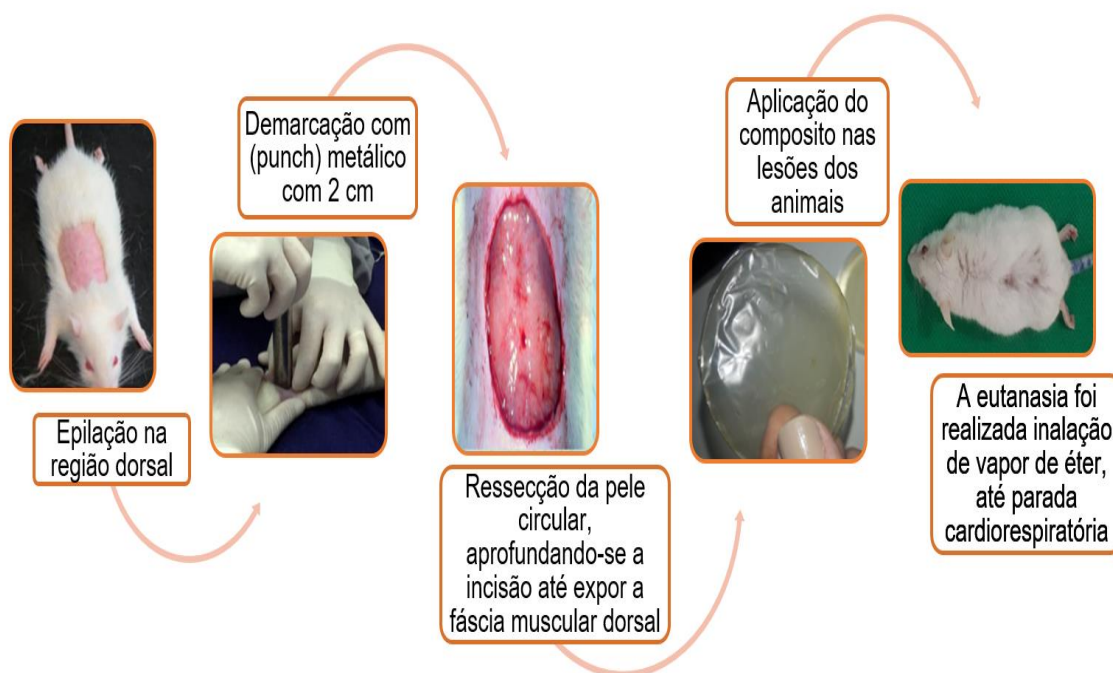 Epilação na
região dorsal
Demarcação com
(punch) metálico
com 2 cm
Ressecção da pele
circular,
aprofundando-se a
incisão até expor a
fáscia muscular dorsal
Aplicação do
composito nas
lesões dos
animais
A eutanasia foi
realizada inalação
de vapor de éter,
até parada
cardiorespiratória